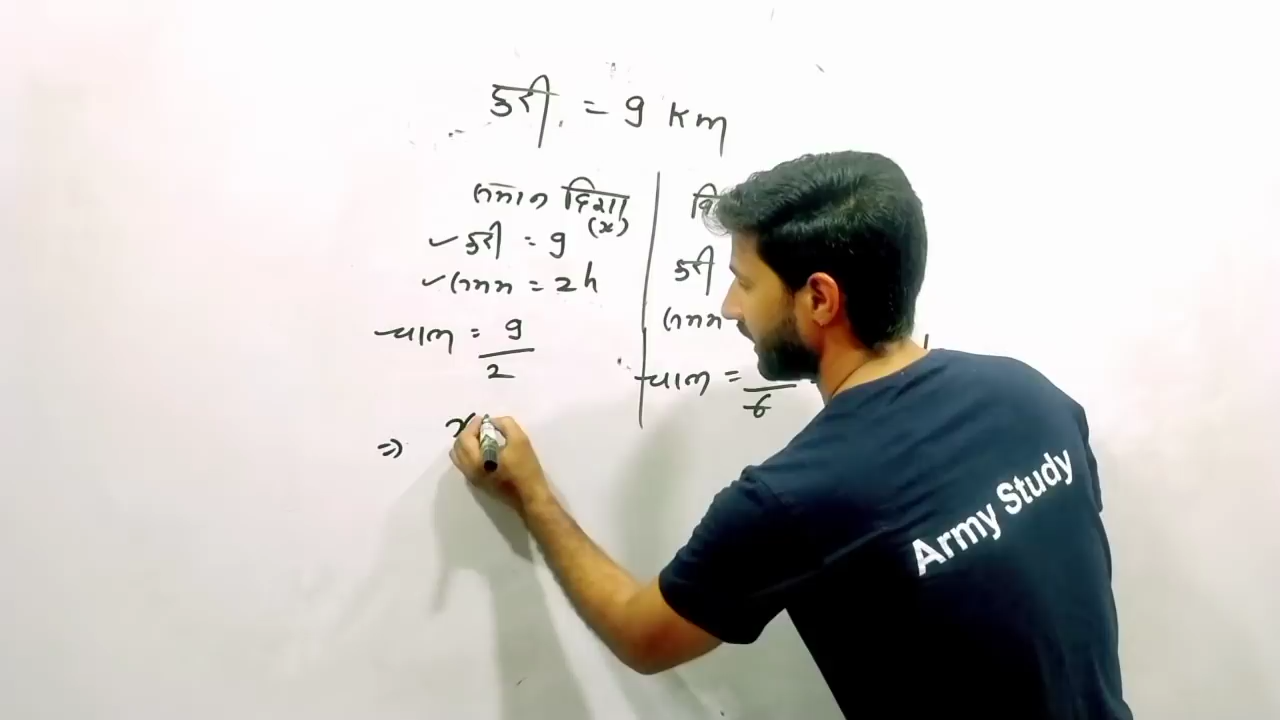 दूरी = 9 km
समान दिशा
(x)
✓ दूरी = 9
✓ समय = 2h
चाल = 9/2
दूरी
समय
चाल = /6
⇒ x
Army Study